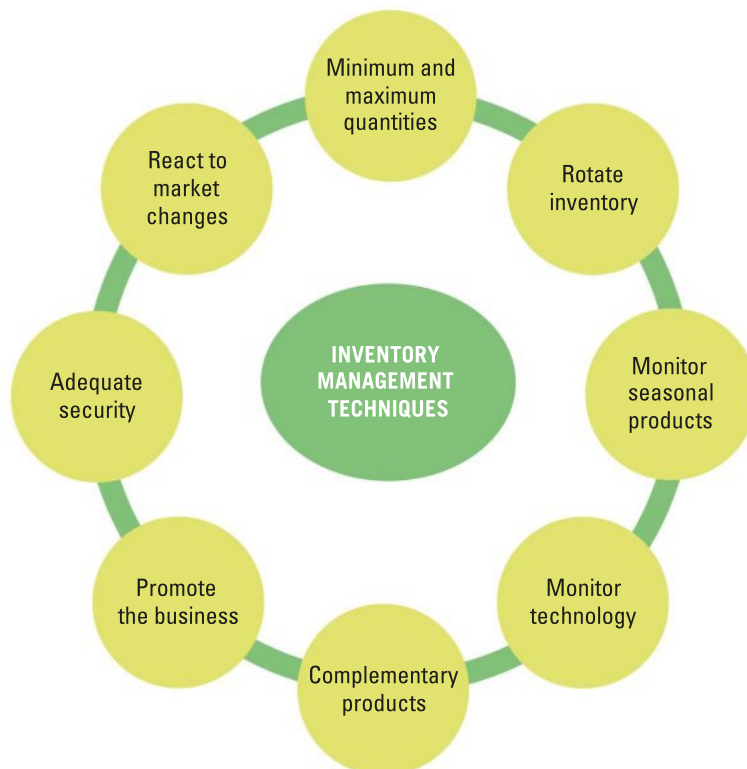 Minimum and
maximum
quantities
Rotate
inventory
Monitor
seasonal
products
Monitor
technology
Complementary
products
Promote
the business
Adequate
security
React to
market
changes
INVENTORY
MANAGEMENT
TECHNIQUES